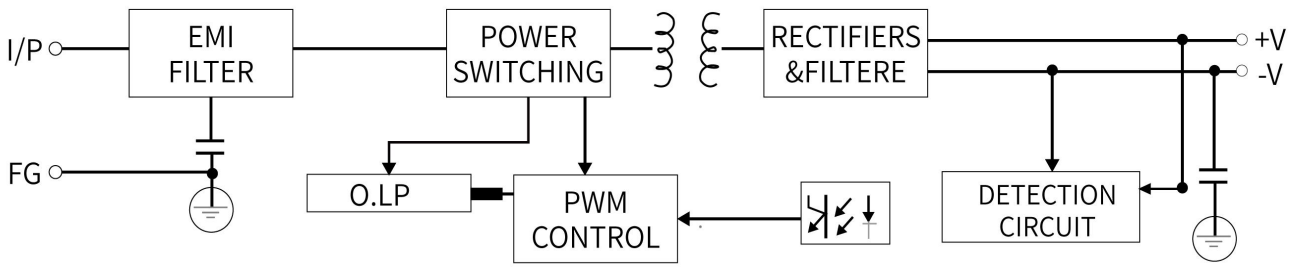 I/P
EMI
FILTER
POWER
SWITCHING
RECTIFIERS
&FILTERE
+V
-V
FG
O.LP
PWM
CONTROL
DETECTION
CIRCUIT